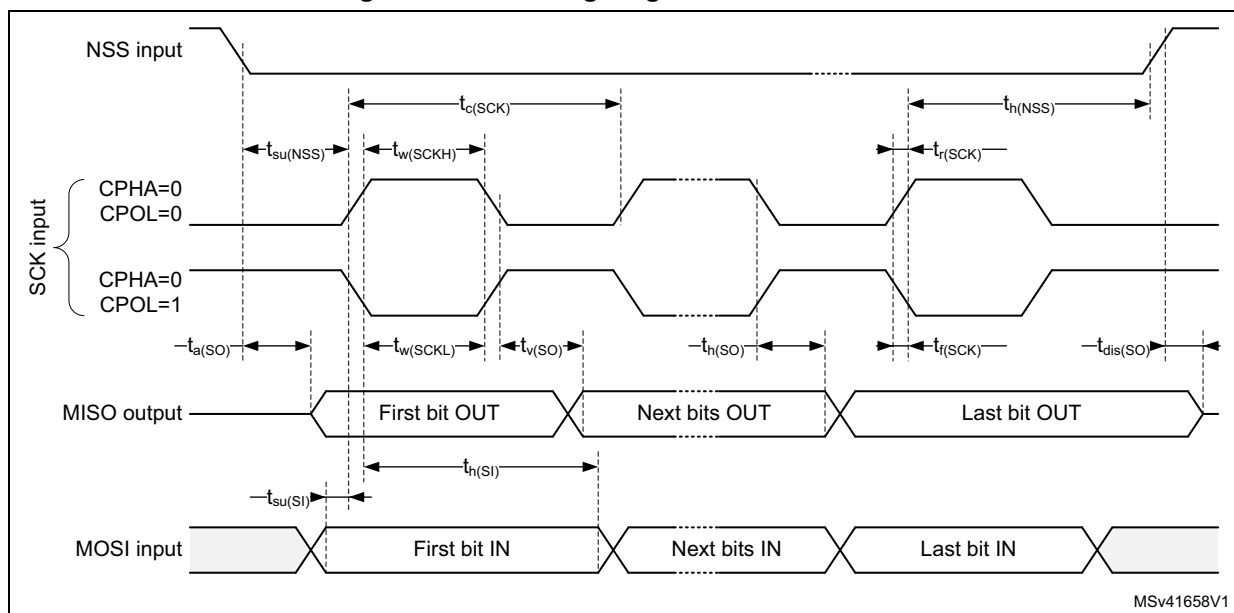 NSS input
tc(SCK)
th(NSS)
tsu(NSS)
tw(SCKH)
tr(SCK)
SCK input
CPHA=0
CPOL=0
CPHA=0
CPOL=1
ta(SO)
tw(SCKL)
tv(SO)
th(SO)
tf(SCK)
tdis(SO)
MISO output
First bit OUT
Next bits OUT
Last bit OUT
th(SI)
tsu(SI)
MOSI input
First bit IN
Next bits IN
Last bit IN
MSv41658V1